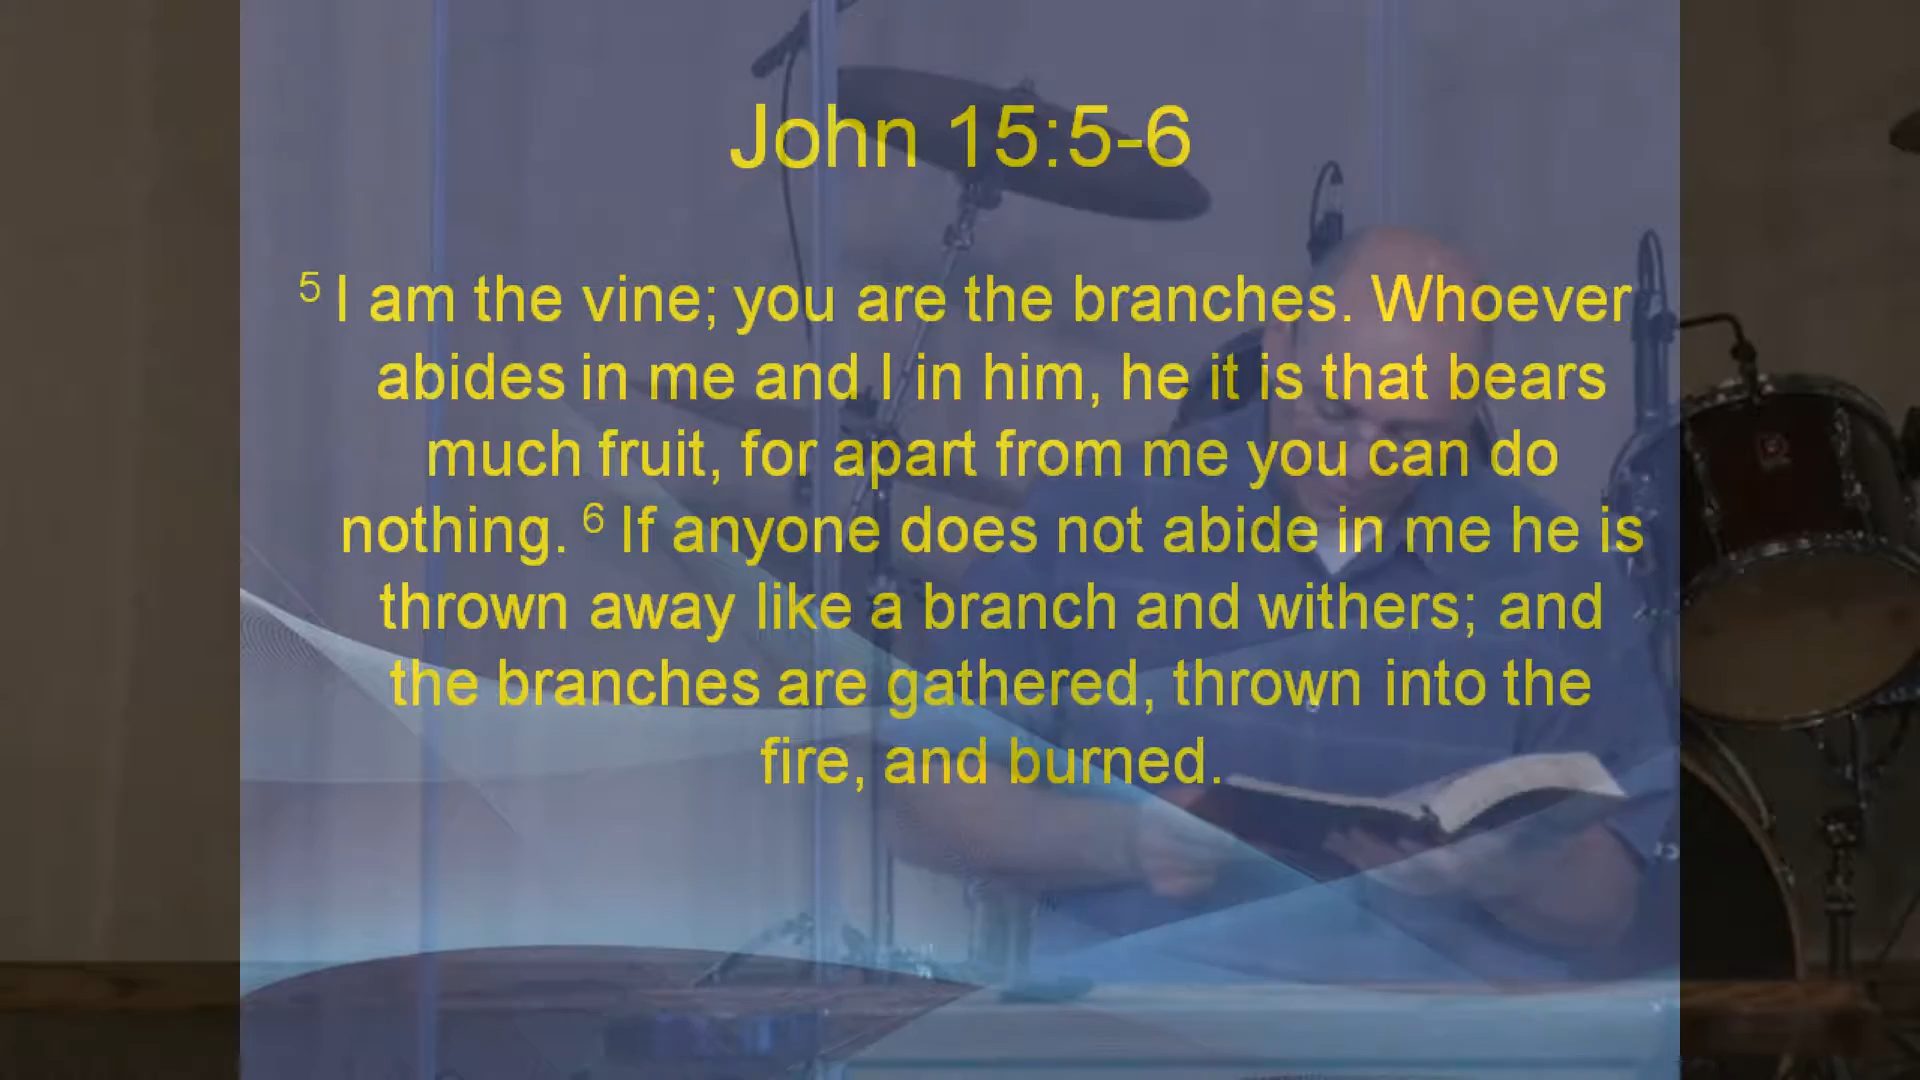 John 15:5-6
5 I am the vine; you are the branches. Whoever
abides in me and I in him, he it is that bears
much fruit, for apart from me you can do
nothing. 6 If anyone does not abide in me he is
thrown away like a branch and withers; and
the branches are gathered, thrown into the
fire, and burned.